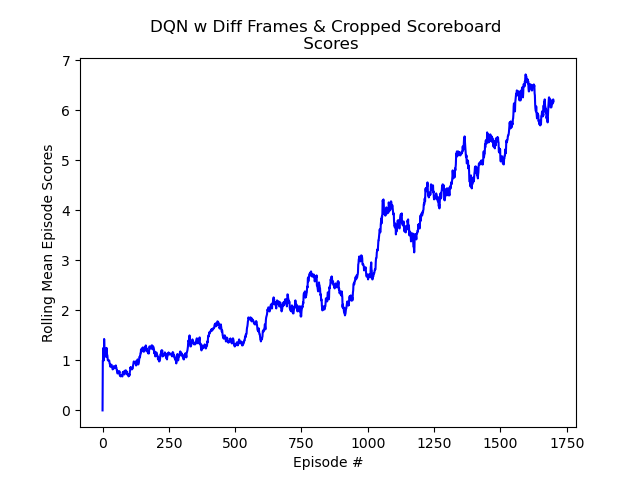 DQN w Diff Frames & Cropped Scoreboard
Scores
7
6
5
4
3
2
1
0
Rolling Mean Episode Scores
0 250 500 750 1000 1250 1500 1750
Episode #